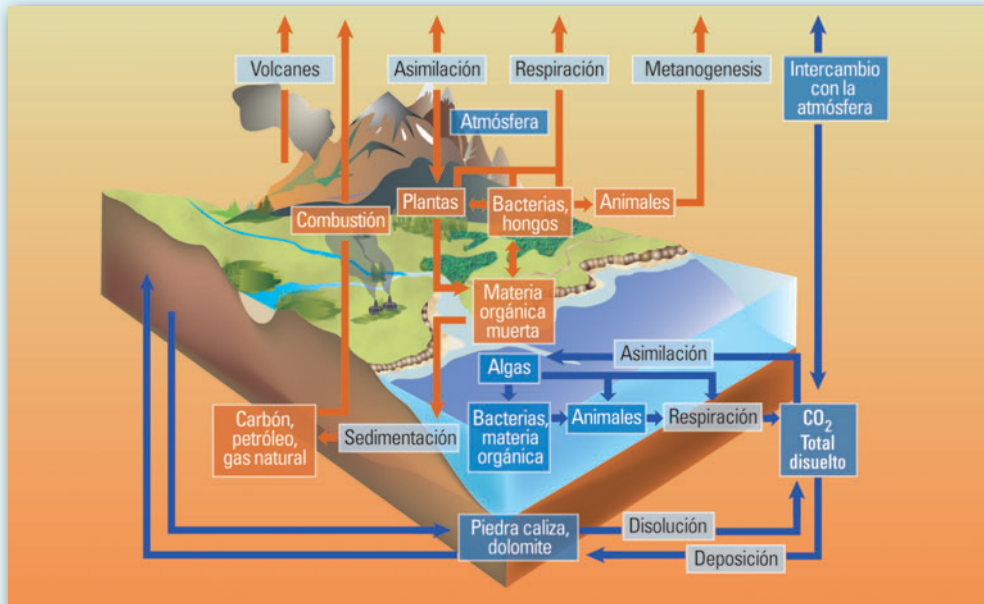 Volcanes
Asimilación
Respiración
Metanogenesis
Intercambio
con la
atmósfera
Atmósfera
Combustión
Plantas
Bacterias,
hongos
Animales
Materia
orgánica
muerta
Asimilación
Algas
Carbón,
petróleo,
gas natural
Sedimentación
Bacterias,
materia
orgánica
Animales
Respiración
CO₂
Total
disuelto
Piedra caliza,
dolomite
Disolución
Deposición